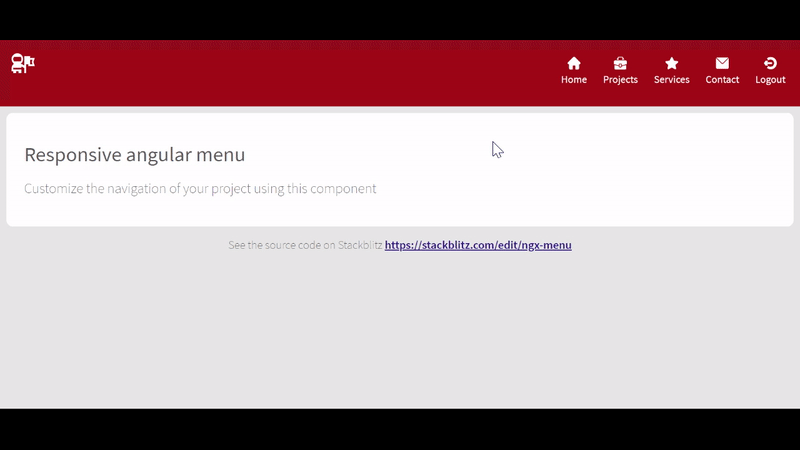 Home Projects Services Contact Logout
Responsive angular menu
Customize the navigation of your project using this component
See the source code on Stackblitz https://stackblitz.com/edit/ngx-menu